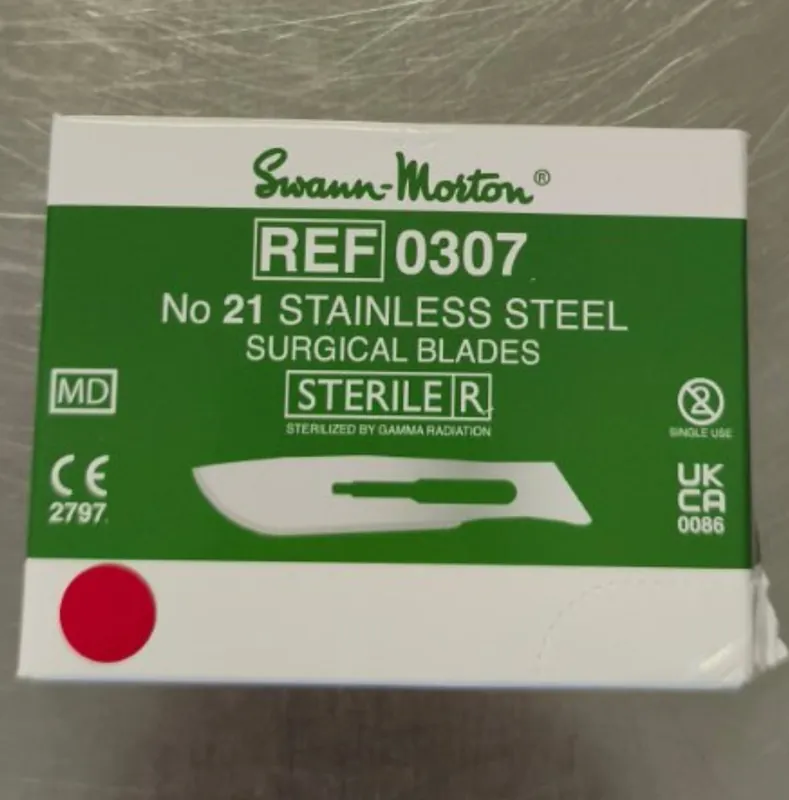 Swann-Morton®
REF 0307
No 21 STAINLESS STEEL
SURGICAL BLADES
MD
STERILE R
STERILIZED BY GAMMA RADIATION
2
SINGLE USE
CE
2797
UK
CA
0086